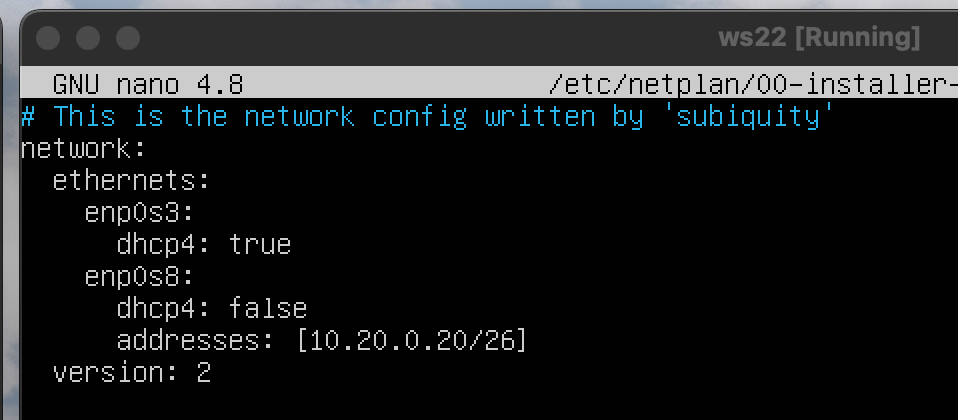 ws22 [Running]
GNU nano 4.8 /etc/netplan/00-installer-
# This is the network config written by 'subiquity'
network:
  ethernets:
    enp0s3:
      dhcp4: true
    enp0s8:
      dhcp4: false
      addresses: [10.20.0.20/26]
  version: 2